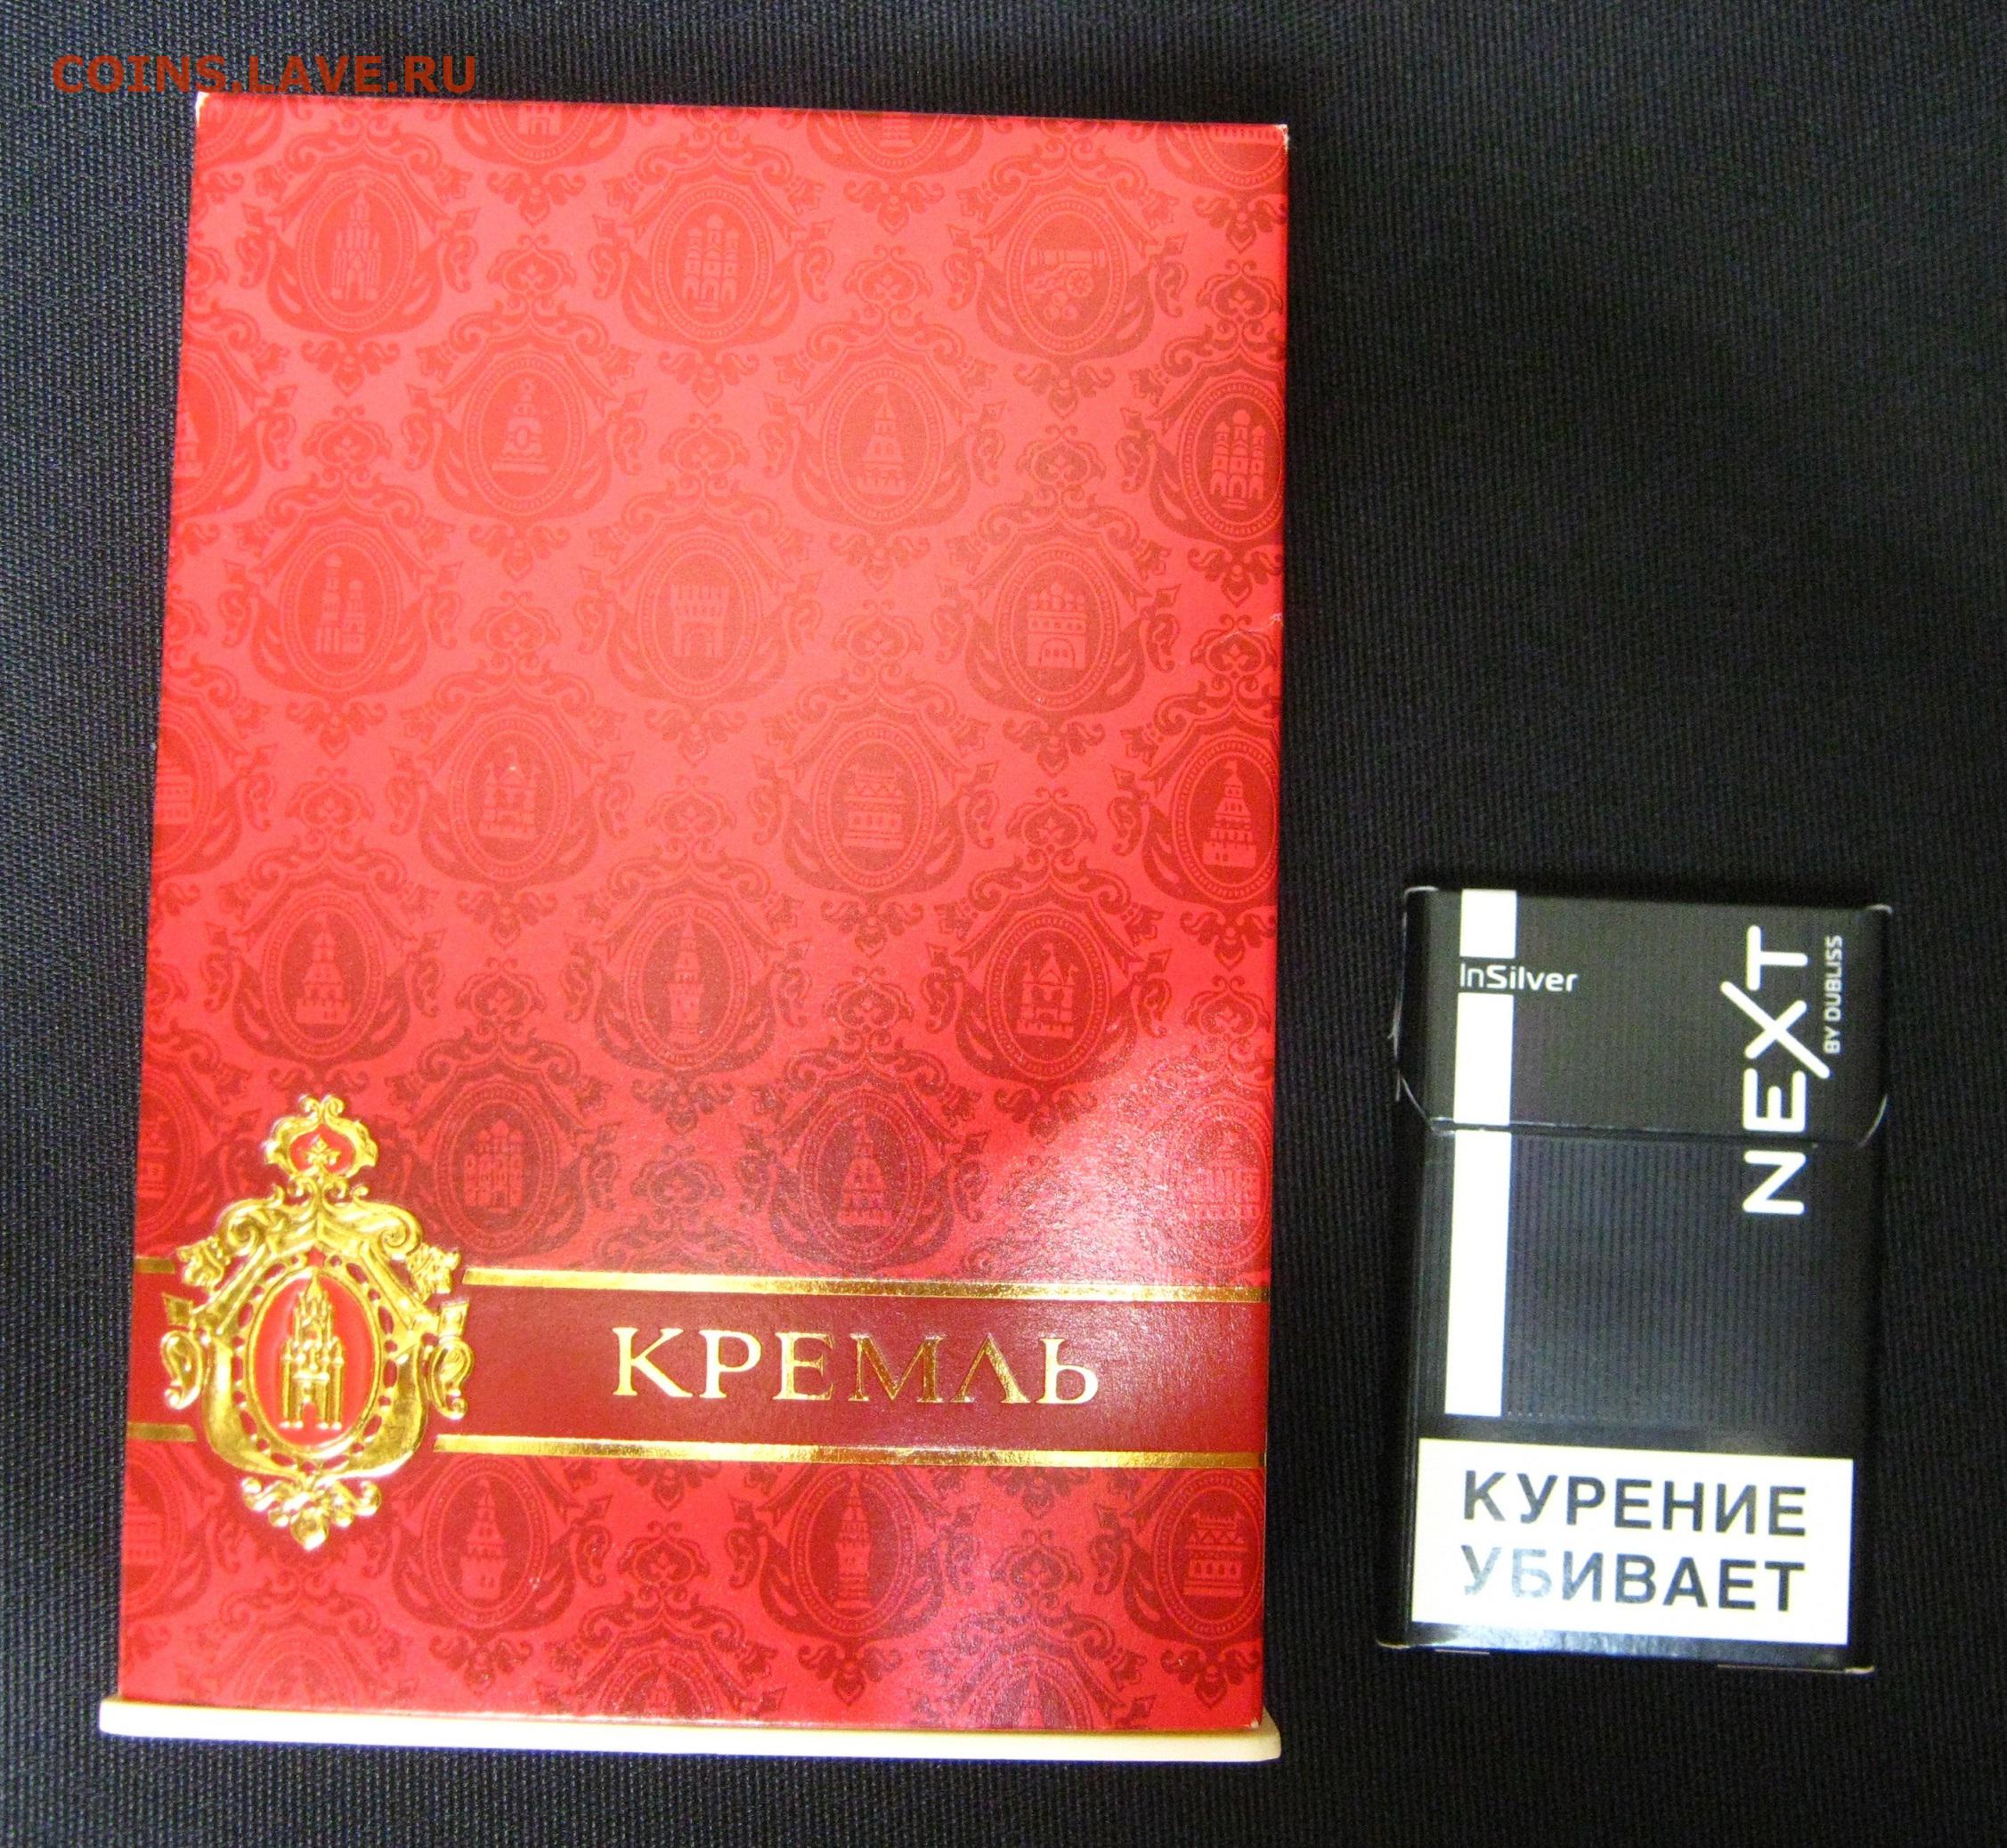 COINS.LAVE.RU
КРЕМЛЬ
InSilver
NEXT
BY DUBLISS
КУРЕНИЕ
УБИВАЕТ